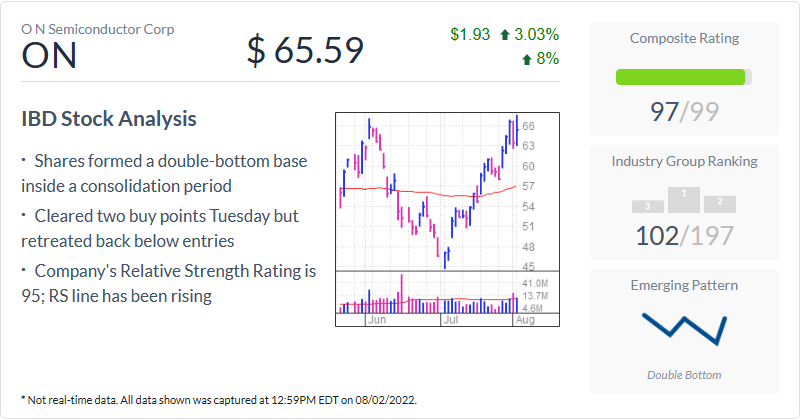 O N Semiconductor Corp
ON
$ 65.59
$1.93 3.03%
8%
IBD Stock Analysis
· Shares formed a double-bottom base
inside a consolidation period
· Cleared two buy points Tuesday but
retreated back below entries
· Company's Relative Strength Rating is
95; RS line has been rising
66
63
60
57
54
51
48
45
41.0M
13.7M
4.6M
Jun
Jul
Aug
Composite Rating
97/99
Industry Group Ranking
3
1
2
102/197
Emerging Pattern
Double Bottom
* Not real-time data. All data shown was captured at 12:59PM EDT on 08/02/2022.